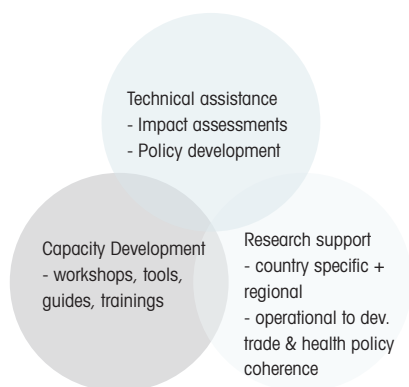 Technical assistance
- Impact assessments
- Policy development
Capacity Development
- workshops, tools,
guides, trainings
Research support
- country specific +
regional
- operational to dev.
trade & health policy
coherence